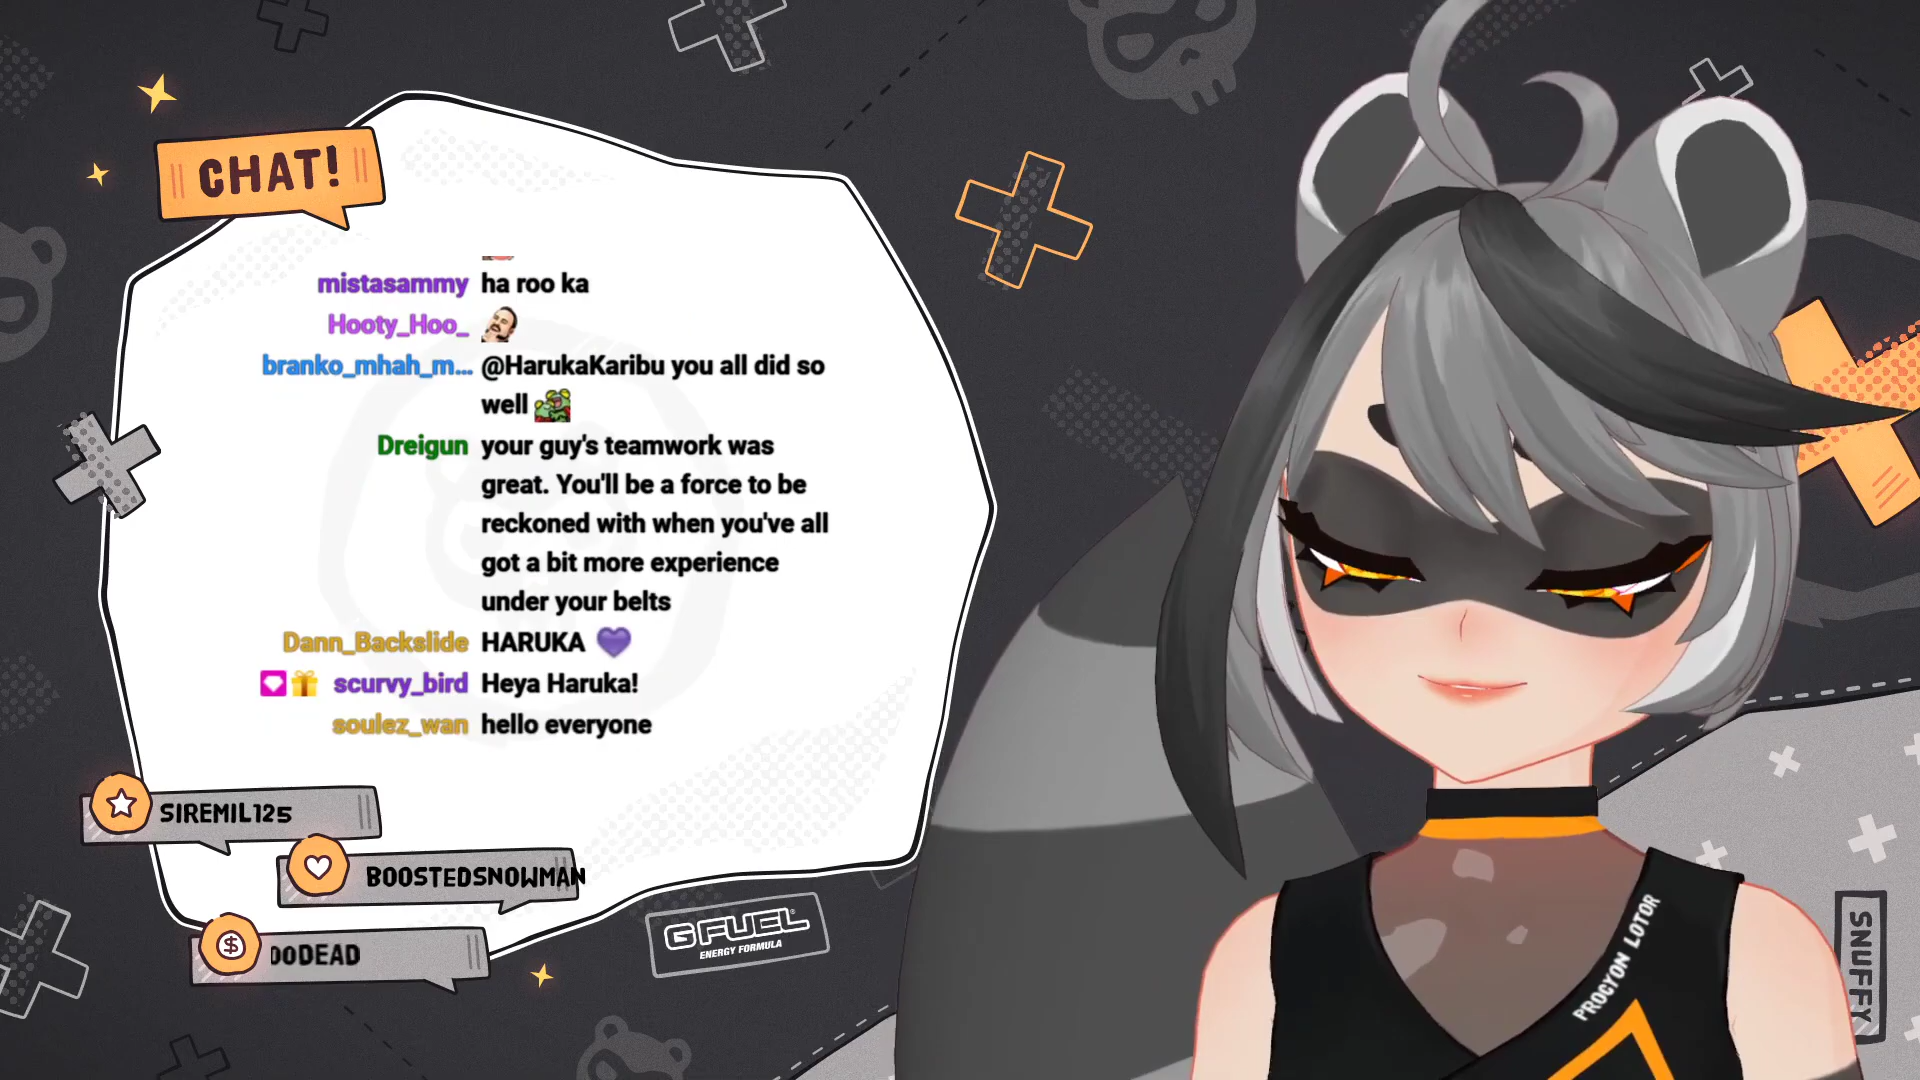 CHAT!
mistasammy ha roo ka
Hooty_Hoo_
branko_mhah_m... @HarukaKaribu you all did so
well
Dreigun your guy's teamwork was
great. You'll be a force to be
reckoned with when you've all
got a bit more experience
under your belts
Dann_Backslide HARUKA
scurvy_bird Heya Haruka!
soulez_wan hello everyone
SIREMIL125
BOOSTEDSNOWMAN
OODEAD
G FUEL
ENERGY FORMULA
PROCYON LOTOR
SNUFFY